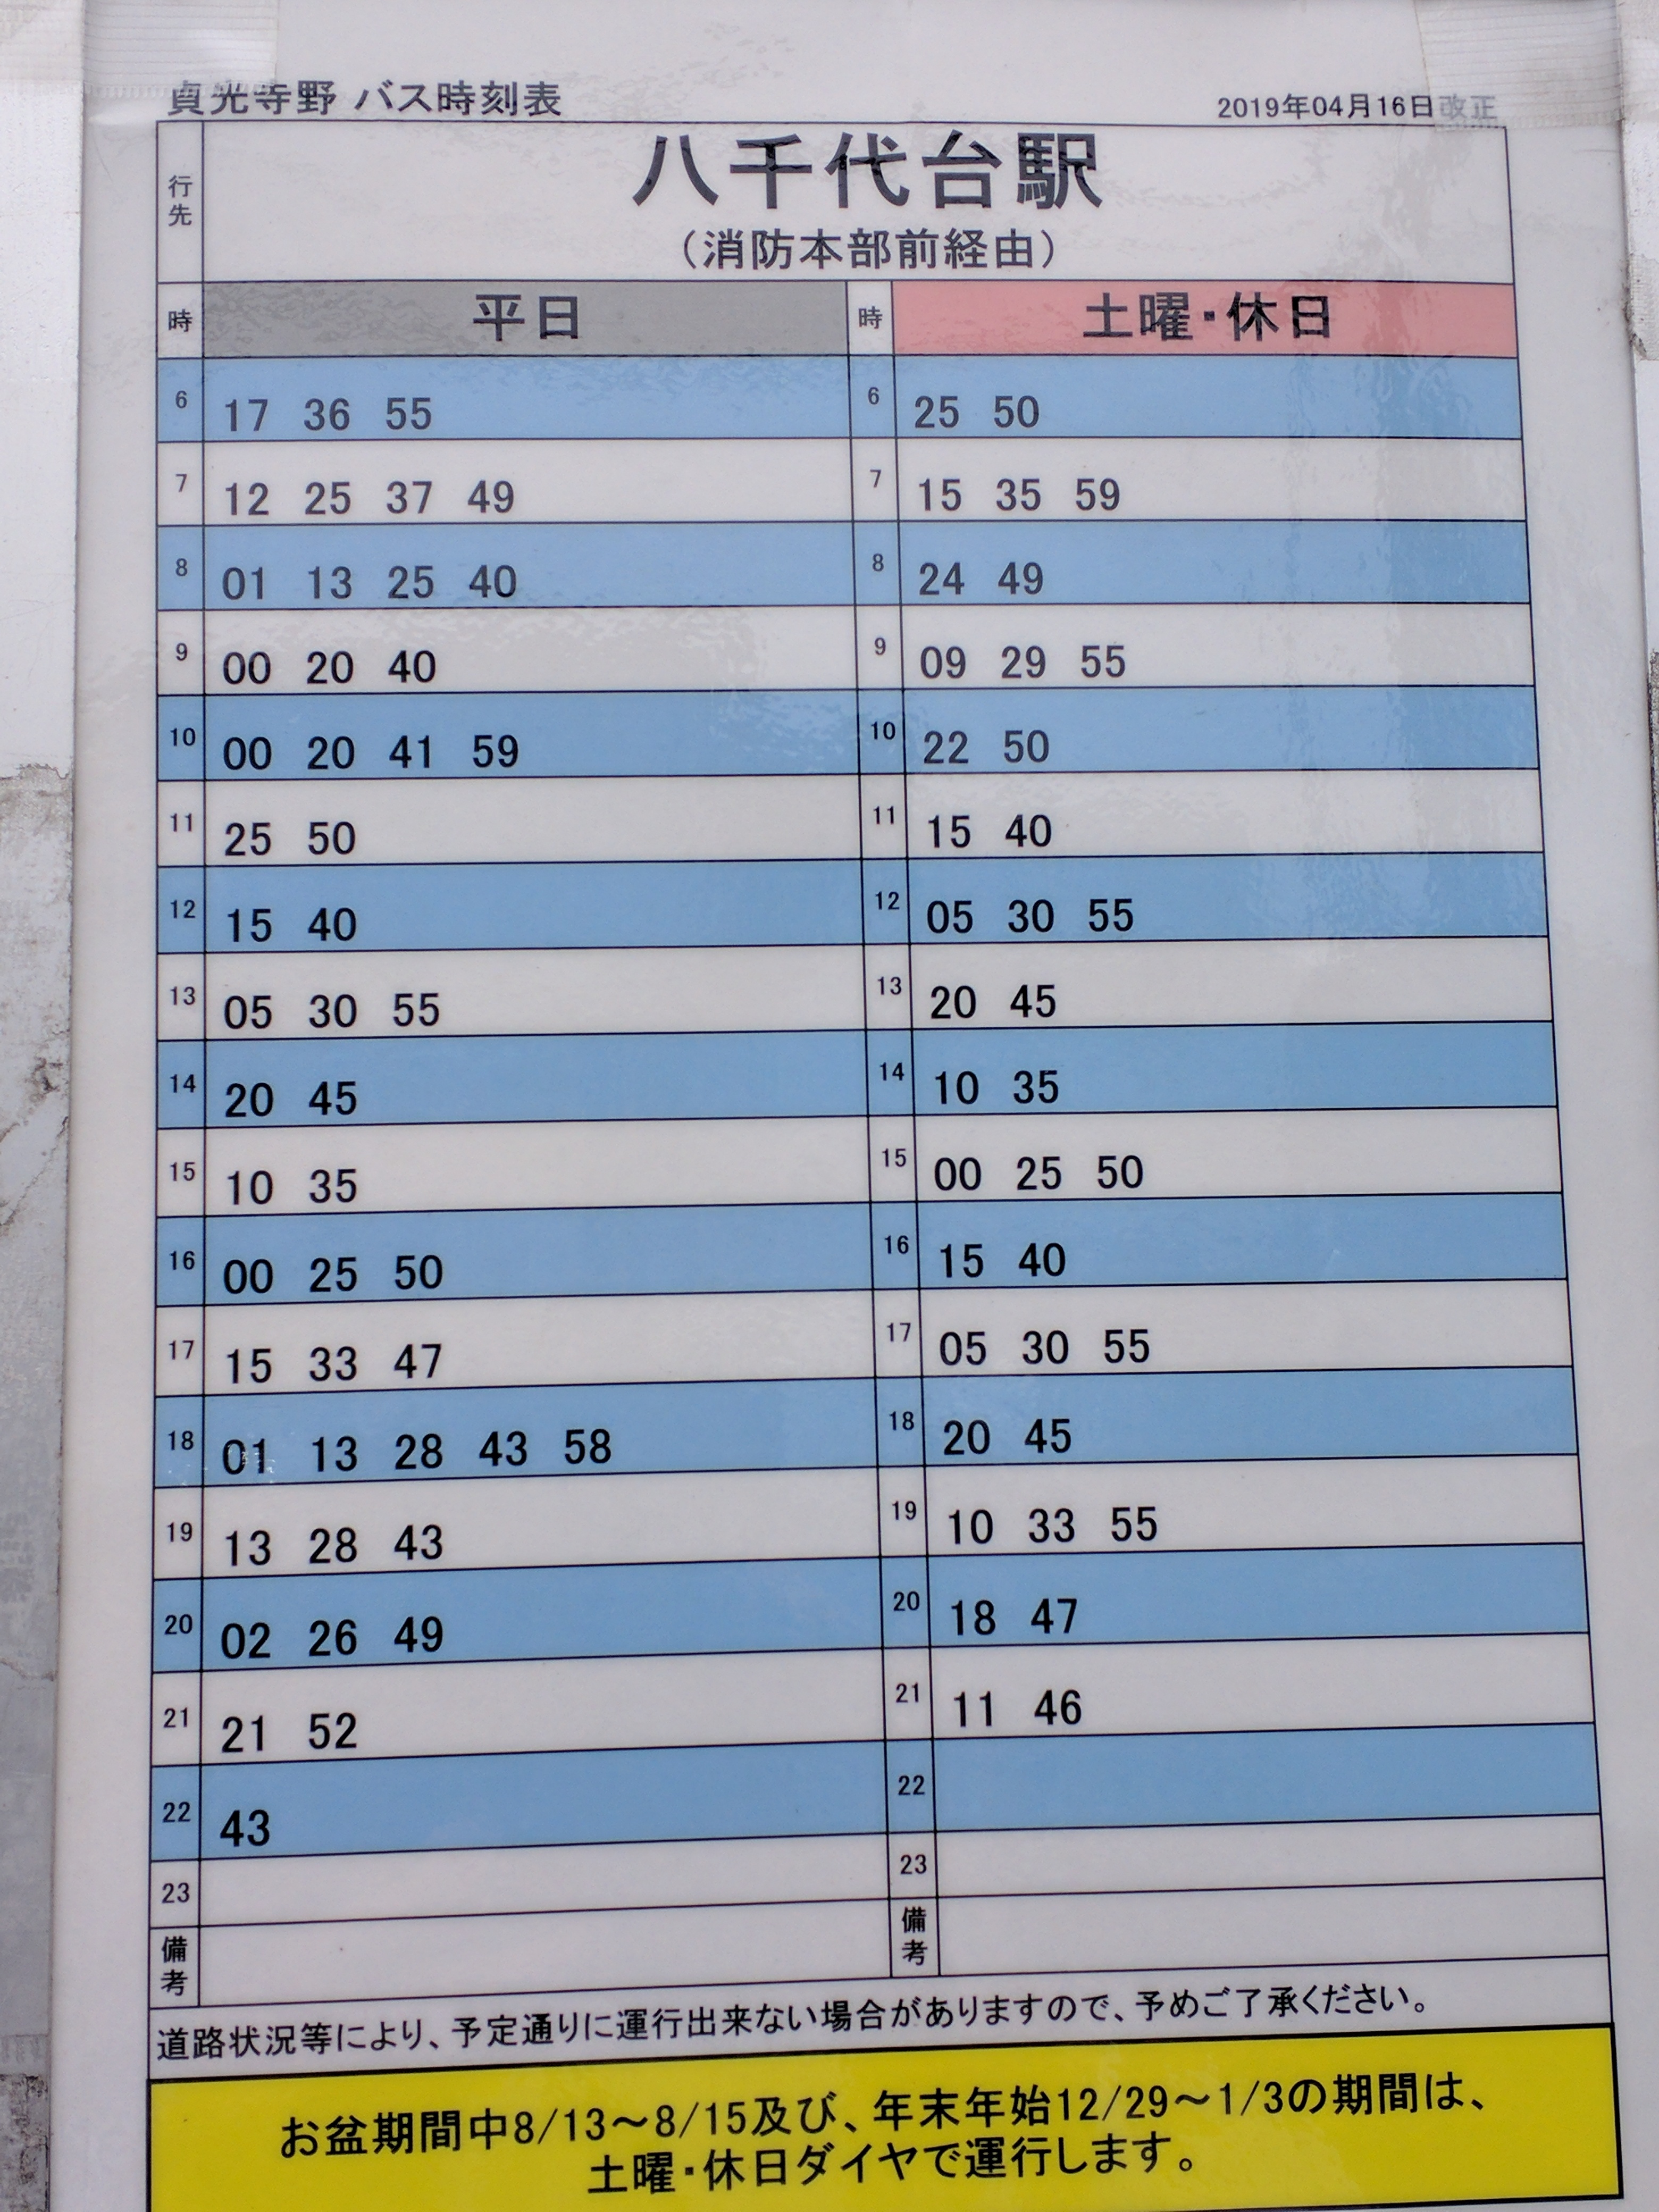 貞光寺野 バス時刻表
2019年04月16日改正
行先
八千代台駅
（消防本部前経由）
時 平日 時 土曜・休日
6 17 36 55 6 25 50
7 12 25 37 49 7 15 35 59
8 01 13 25 40 8 24 49
9 00 20 40 9 09 29 55
10 00 20 41 59 10 22 50
11 25 50 11 15 40
12 15 40 12 05 30 55
13 05 30 55 13 20 45
14 20 45 14 10 35
15 10 35 15 00 25 50
16 00 25 50 16 15 40
17 15 33 47 17 05 30 55
18 01 13 28 43 58 18 20 45
19 13 28 43 19 10 33 55
20 02 26 49 20 18 47
21 21 52 21 11 46
22 43 22
23 23
備考 備考
道路状況等により、予定通りに運行出来ない場合がありますので、予めご了承ください。
お盆期間中8/13～8/15及び、年末年始12/29～1/3の期間は、
土曜・休日ダイヤで運行します。